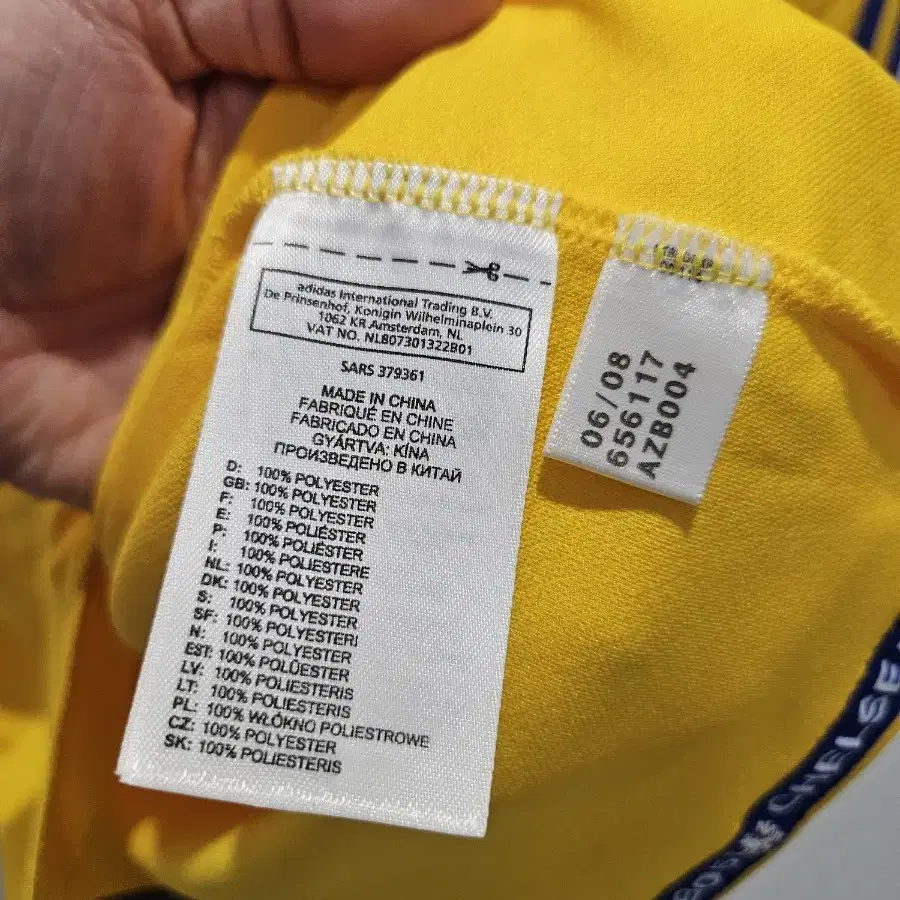 adidas International Trading B.V.
De Prinsenhof, Konigin Wilhelminaplein 30
1062 KR Amsterdam, NL
VAT NO. NL807301322B01
SARS 379361
MADE IN CHINA
FABRIQUÉ EN CHINE
FABRICADO EN CHINA
GYÁRTVA: KÍNA
ПРОИЗВЕДЕНО В КИТАЙ
D: 100% POLYESTER
GB: 100% POLYESTER
F: 100% POLYESTER
E: 100% POLIÉSTER
P: 100% POLIÉSTER
I: 100% POLIESTERE
NL: 100% POLYESTER
DK: 100% POLYESTER
S: 100% POLYESTER
SF: 100% POLYESTERI
N: 100% POLYESTER
EST: 100% POLÜESTER
LV: 100% POLIESTERIS
LT: 100% POLIESTERIS
PL: 100% WŁÓKNO POLIESTROWE
CZ: 100% POLYESTER
SK: 100% POLIESTERIS
06/08
656117
AZB004
CHELSE